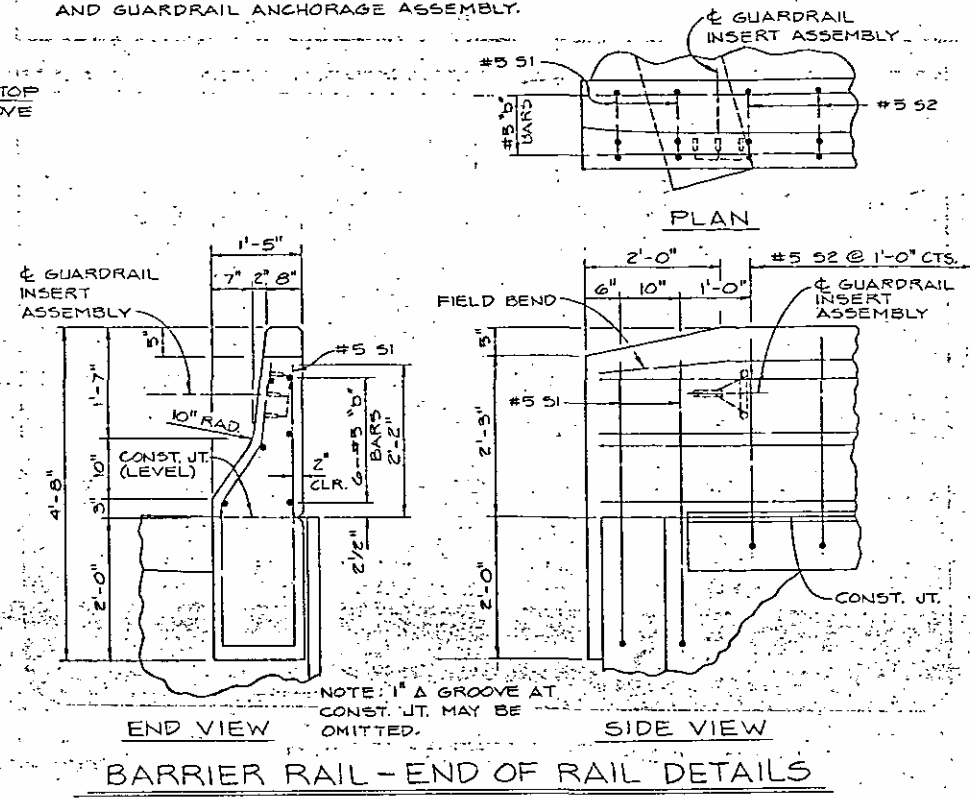 AND GUARDRAIL ANCHORAGE ASSEMBLY.
TOP
VE
℄ GUARDRAIL
INSERT ASSEMBLY
#5 S1
#5 "b"
BARS
#5 S2
PLAN
1'-5"
7" 2" 8"
℄ GUARDRAIL
INSERT
ASSEMBLY
5"
#5 S1
1'-7"
10" RAD.
CONST. JT.
(LEVEL)
10"
3"
4'-8"
2'-0"
2"
CLR.
6-#5 "b"
BARS
2'-2"
2½"
END VIEW
NOTE: 1" Δ GROOVE AT
CONST. JT. MAY BE
OMITTED.
2'-0"
#5 S2 @ 1'-0" CTS.
6" 10" 1'-0"
FIELD BEND
℄ GUARDRAIL
INSERT
ASSEMBLY
5"
#5 S1
2'-3"
2'-0"
CONST. JT.
SIDE VIEW
BARRIER RAIL - END OF RAIL DETAILS